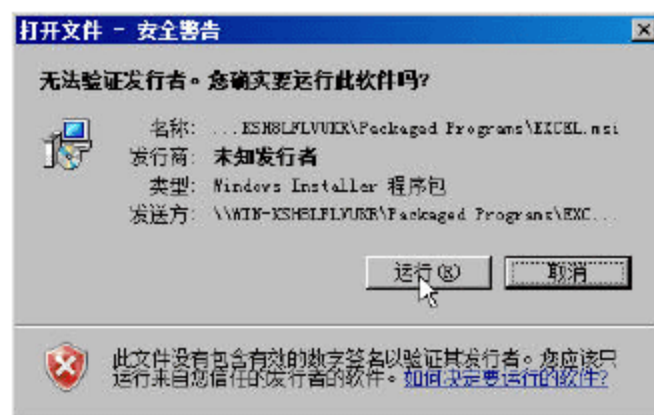 打开文件 - 安全警告
无法验证发行者。您确实要运行此软件吗?
名称: ...KSH8LFLVUKR\Packaged Programs\EXCEL.msi
发行商: 未知发行者
类型: Windows Installer 程序包
发送方: \\WIN-KSH8LFLVUKR\Packaged Programs\EXC...
运行(R) 取消
此文件没有包含有效的数字签名以验证其发行者。您应该只
运行来自您信任的发行者的软件。如何决定要运行的软件?